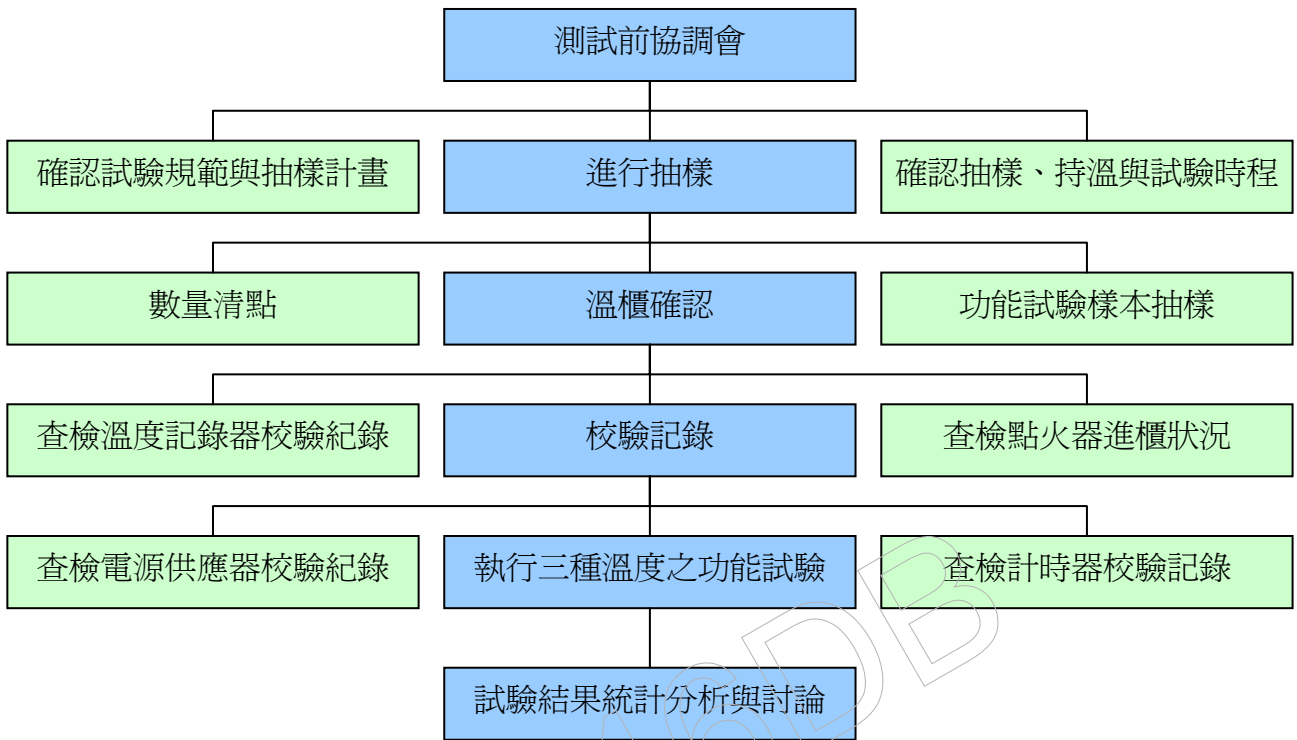 測試前協調會
確認試驗規範與抽樣計畫
進行抽樣
確認抽樣、持溫與試驗時程
數量清點
溫櫃確認
功能試驗樣本抽樣
查檢溫度記錄器校驗紀錄
校驗記錄
查檢點火器進櫃狀況
查檢電源供應器校驗紀錄
執行三種溫度之功能試驗
查檢計時器校驗記錄
試驗結果統計分析與討論